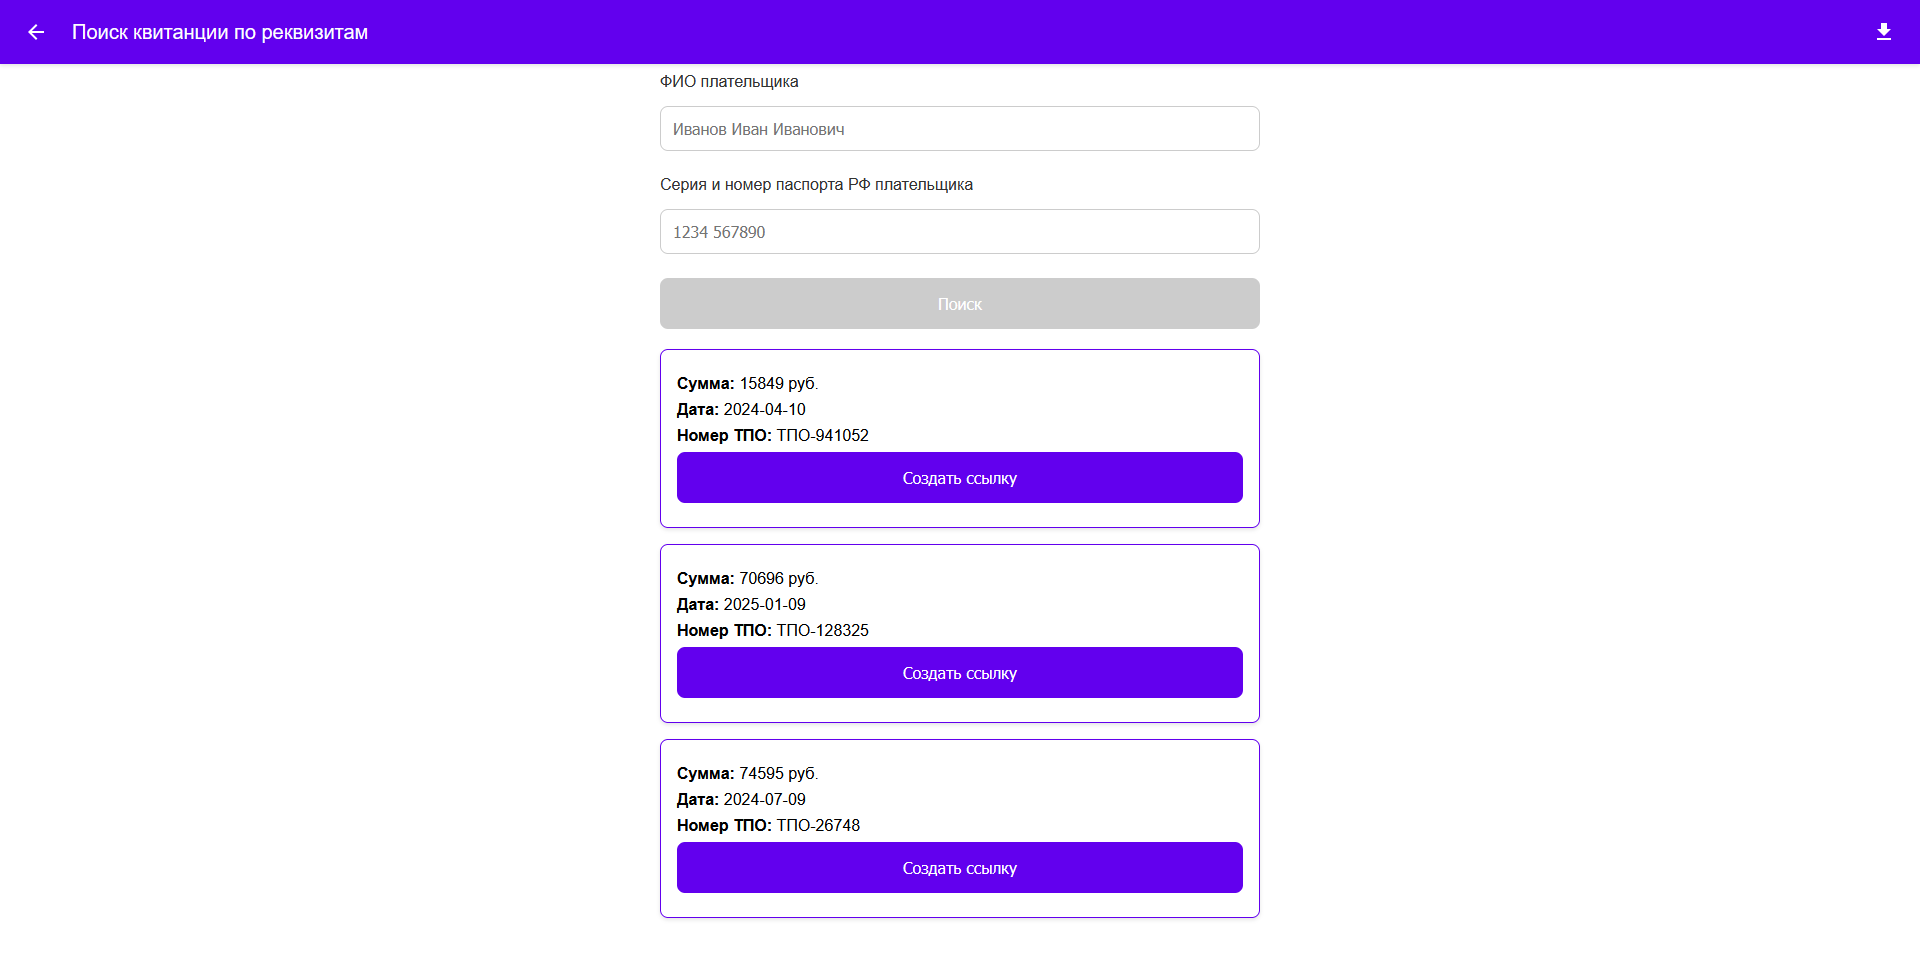 Поиск квитанции по реквизитам
ФИО плательщика
Иванов Иван Иванович
Серия и номер паспорта РФ плательщика
1234 567890
Поиск
Сумма: 15849 руб.
Дата: 2024-04-10
Номер ТПО: ТПО-941052
Создать ссылку
Сумма: 70696 руб.
Дата: 2025-01-09
Номер ТПО: ТПО-128325
Создать ссылку
Сумма: 74595 руб.
Дата: 2024-07-09
Номер ТПО: ТПО-26748
Создать ссылку